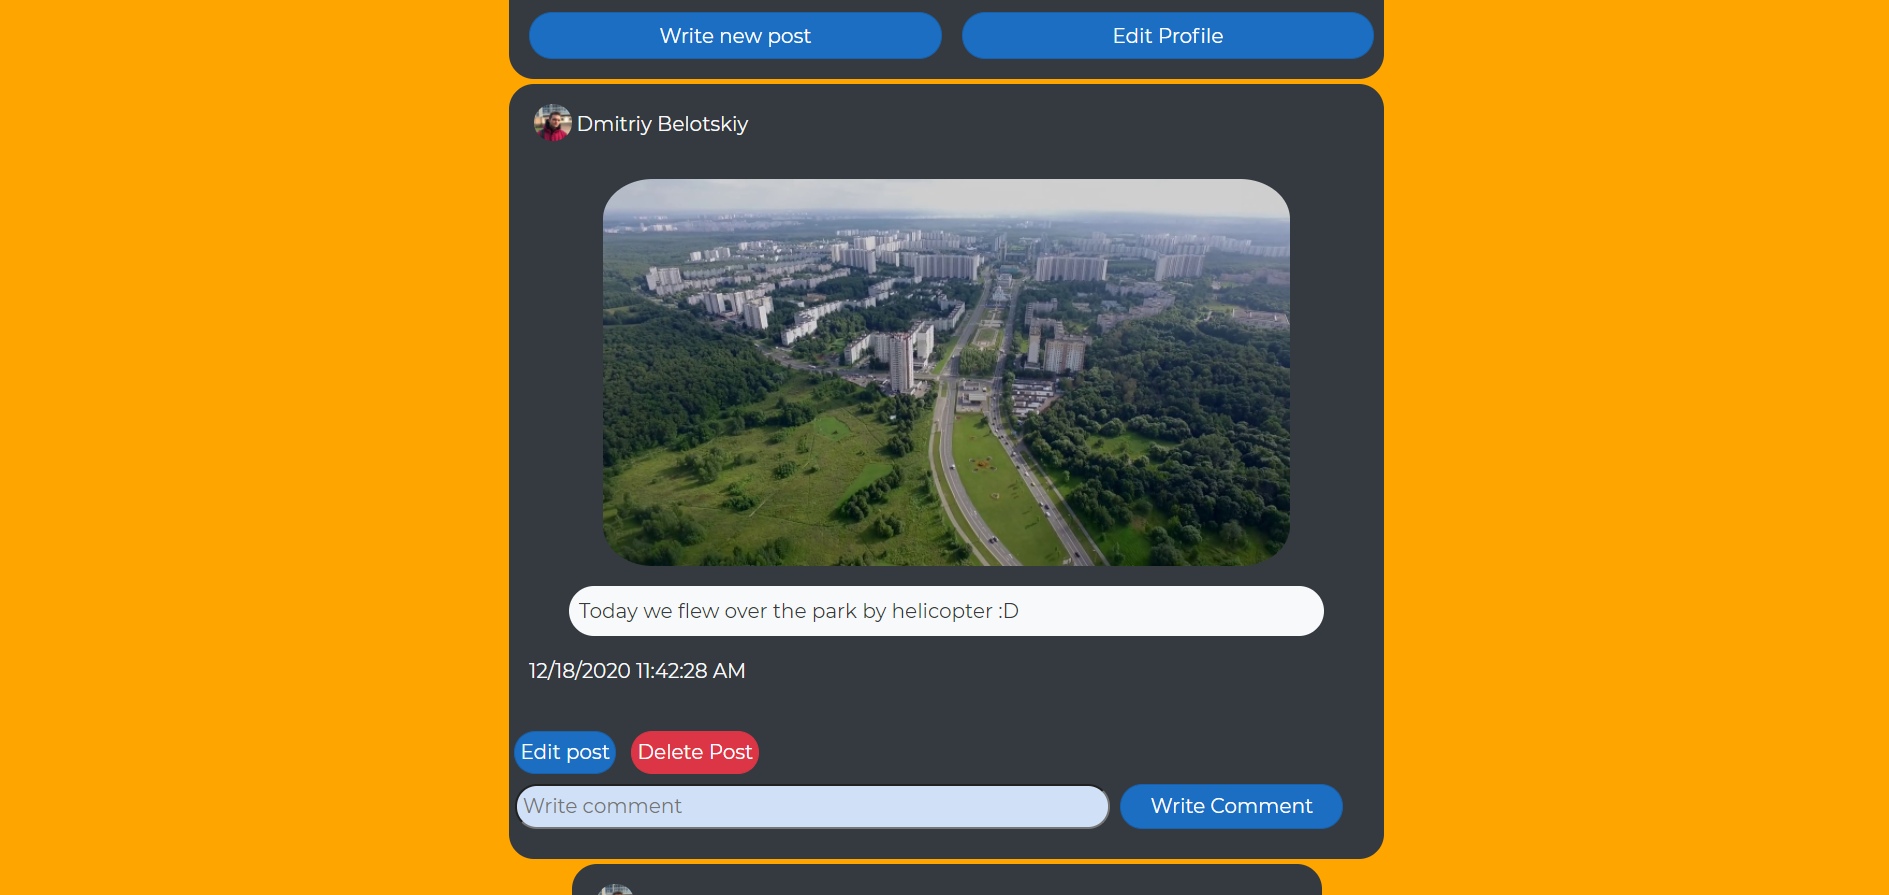 Write new post
Edit Profile
Dmitriy Belotskiy
Today we flew over the park by helicopter :D
12/18/2020 11:42:28 AM
Edit post
Delete Post
Write comment
Write Comment